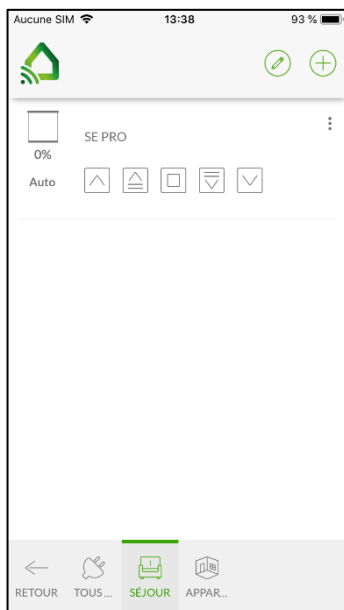 Aucune SIM 13:38 93 %
SE PRO
0%
Auto
RETOUR TOUS... SÉJOUR APPAR...